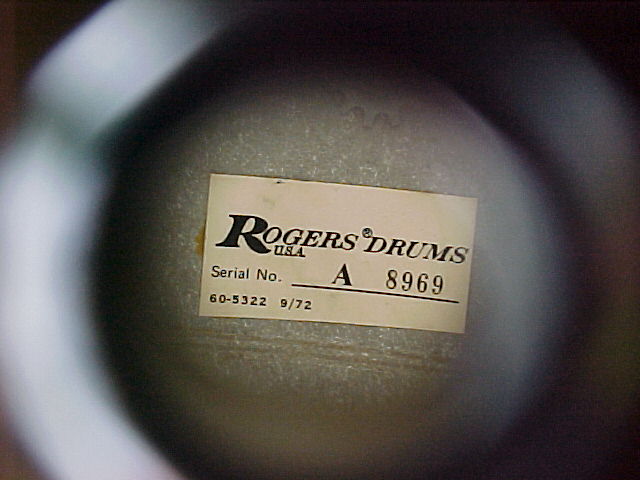 ROGERS® DRUMS
U.S.A.
Serial No. A 8969
60-5322 9/72